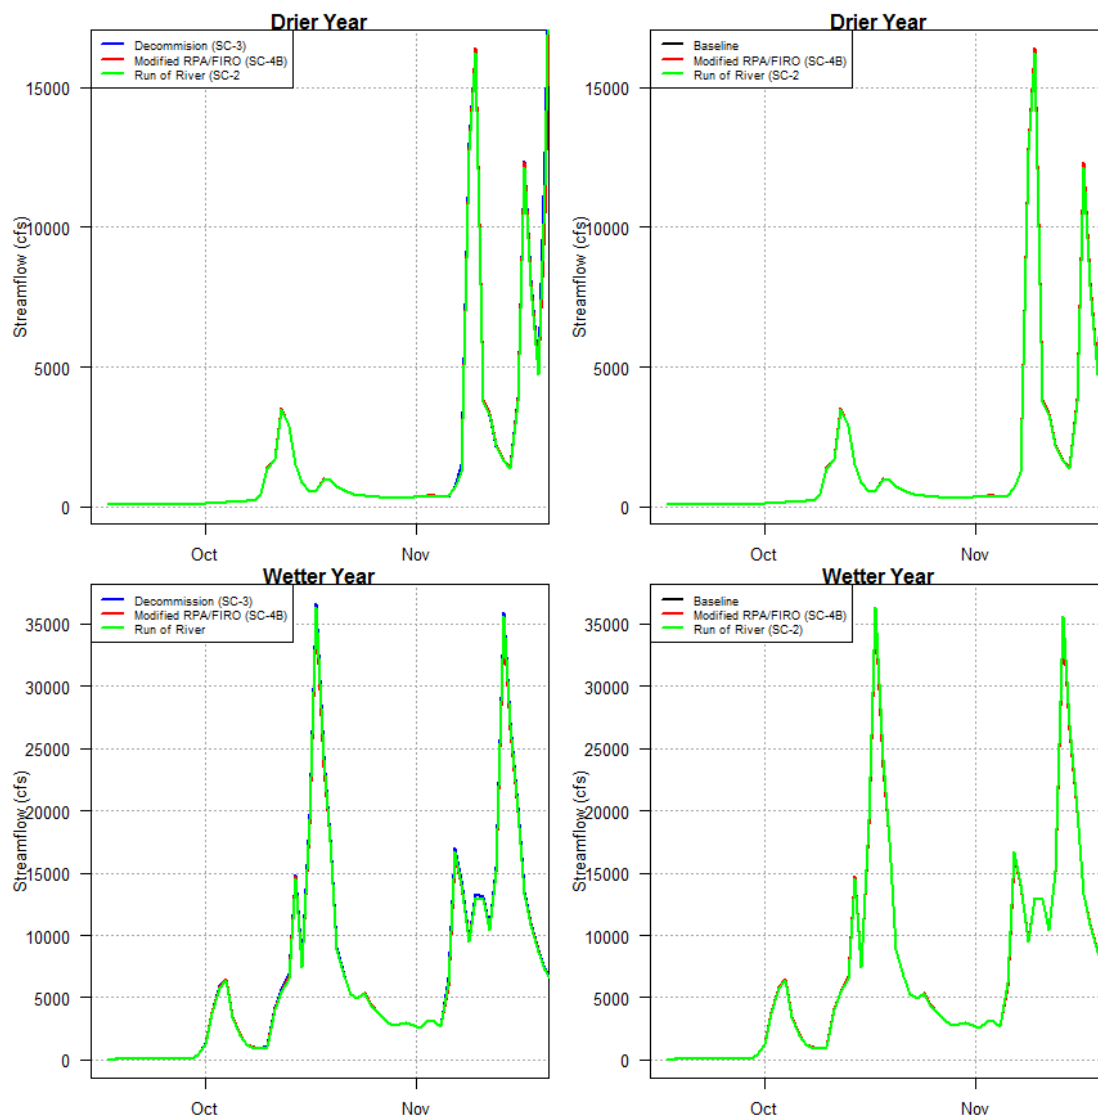 Drier Year
Decommision (SC-3)
Modified RPA/FIRO (SC-4B)
Run of River (SC-2
15000
10000
5000
0
Streamflow (cfs)
Oct
Nov
Drier Year
Baseline
Modified RPA/FIRO (SC-4B)
Run of River (SC-2
15000
10000
5000
0
Streamflow (cfs)
Oct
Nov
Wetter Year
Decommission (SC-3)
Modified RPA/FIRO (SC-4B)
Run of River
35000
30000
25000
20000
15000
10000
5000
0
Streamflow (cfs)
Oct
Nov
Wetter Year
Baseline
Modified RPA/FIRO (SC-4B)
Run of River (SC-2)
35000
30000
25000
20000
15000
10000
5000
0
Streamflow (cfs)
Oct
Nov